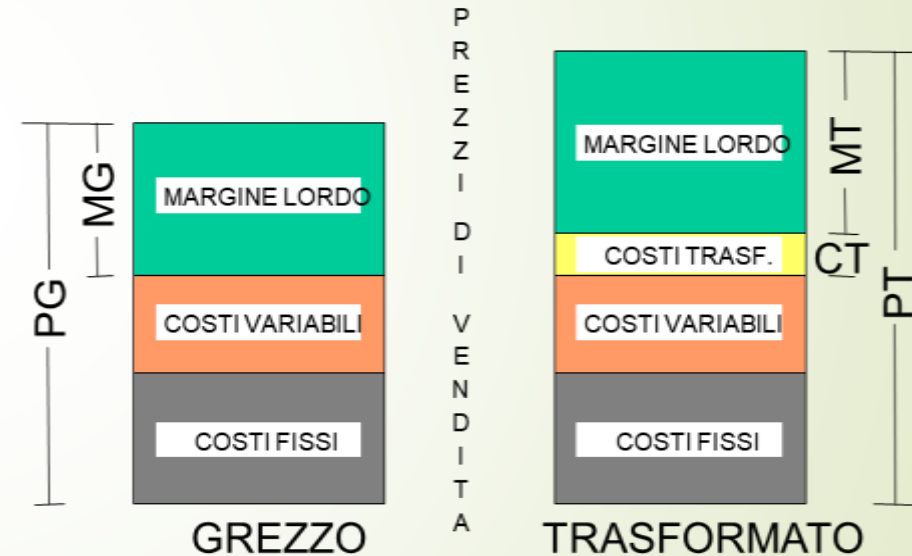 PREZZI DI VENDITA
PG
MG
MARGINE LORDO
COSTI VARIABILI
COSTI FISSI
GREZZO
MARGINE LORDO
COSTI TRASF.
COSTI VARIABILI
COSTI FISSI
MT
CT
PT
TRASFORMATO